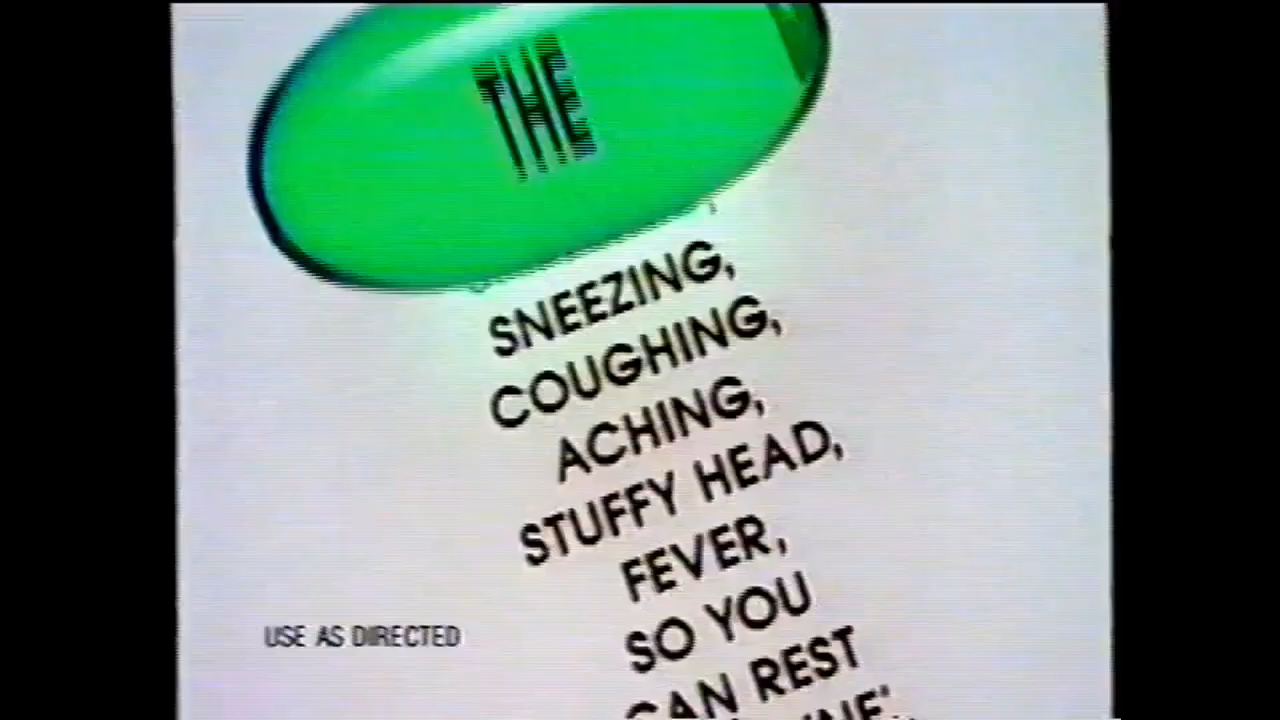 THE
SNEEZING,
COUGHING,
ACHING,
STUFFY HEAD,
FEVER,
SO YOU
CAN REST
USE AS DIRECTED